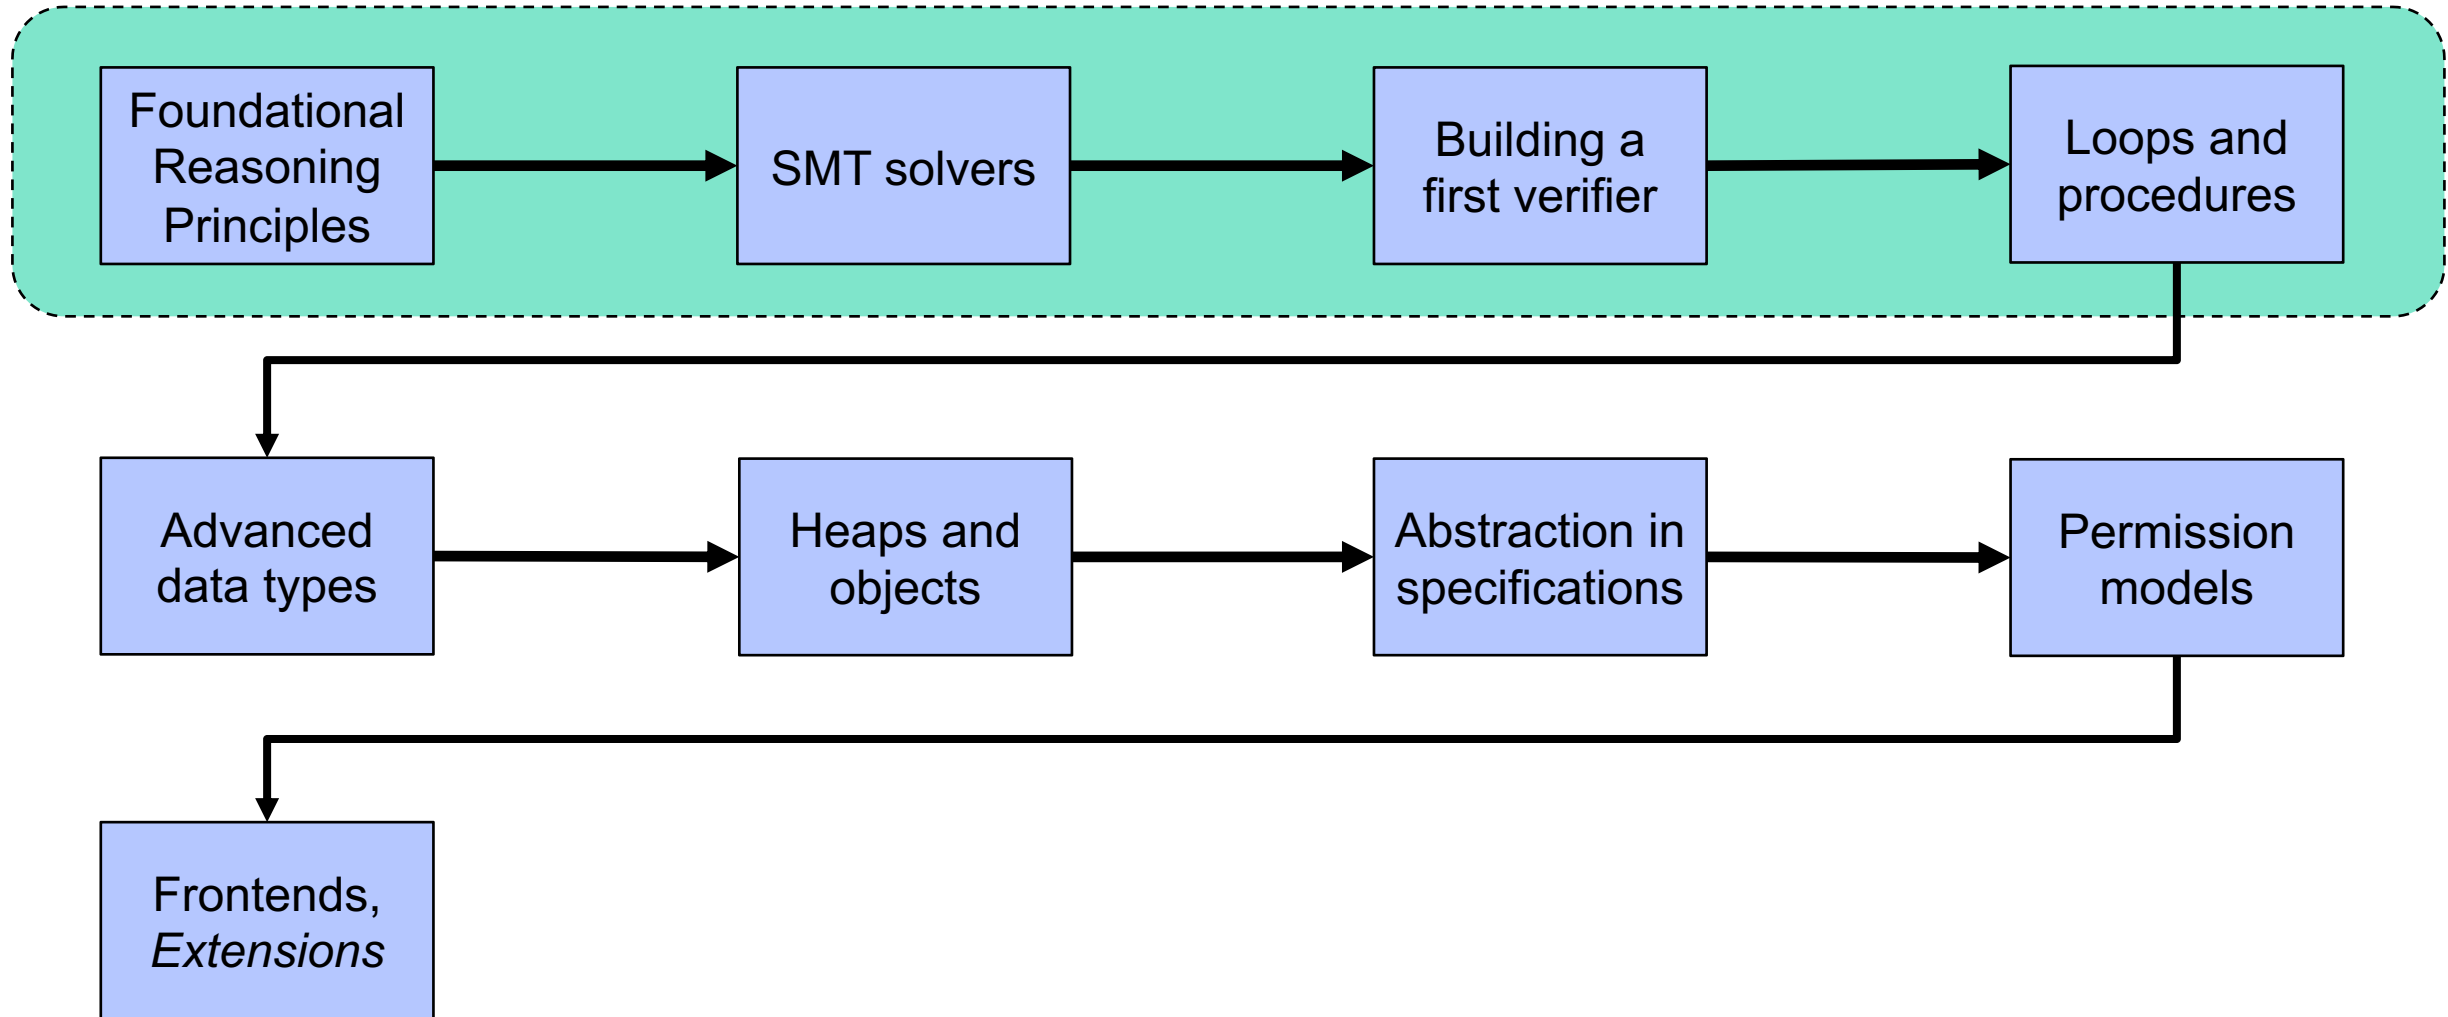 Foundational
Reasoning
Principles
SMT solvers
Building a
first verifier
Loops and
procedures
Advanced
data types
Heaps and
objects
Abstraction in
specifications
Permission
models
Frontends,
Extensions